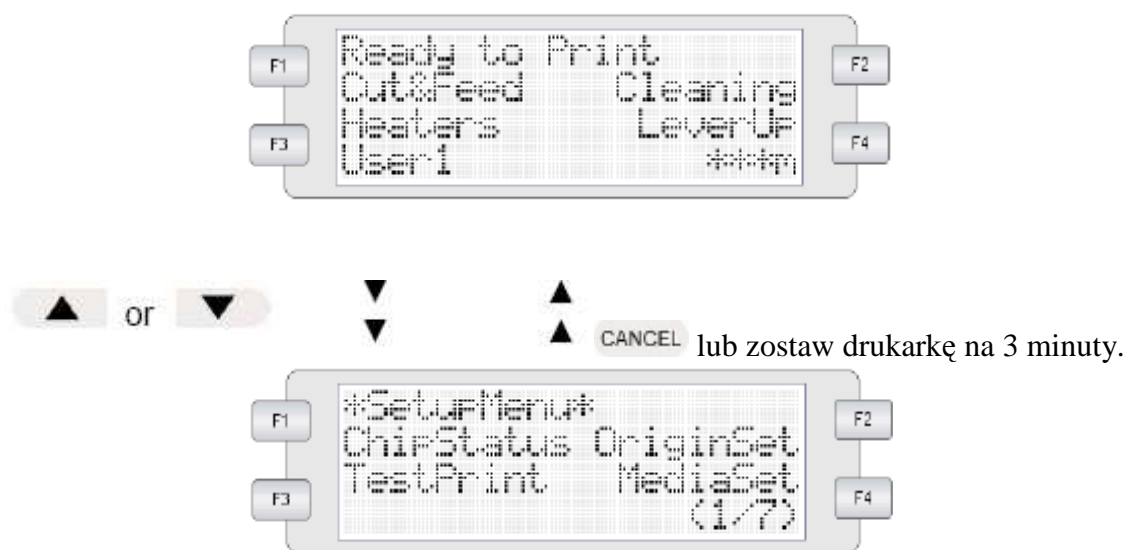 Ready to Print
F1 F2
Cut&Feed Cleaning
Heaters LeverUP
F3 F4
User1 ***m
▲ or ▼ ▼ ▲
▼ ▲ CANCEL lub zostaw drukarkę na 3 minuty.
*SetupMenu*
F1 F2
ChipStatus OriginSet
TestPrint MediaSet
F3 F4
(1/7)